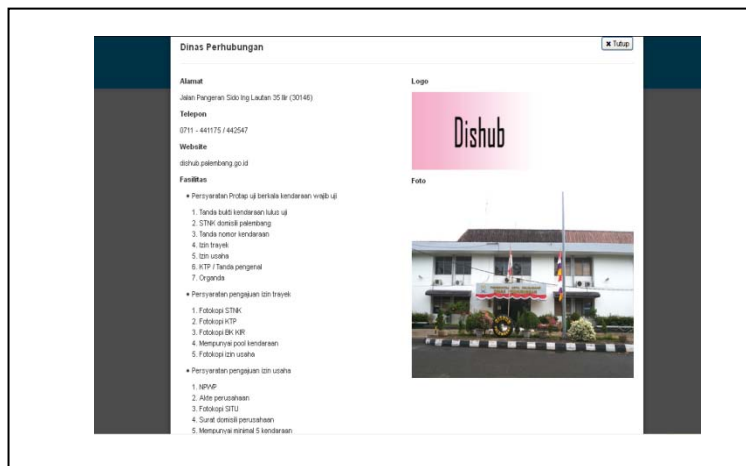 Dinas Perhubungan
Tutup
Alamat
Jalan Pangeran Sido Ing Lautan 35 Ilir (30146)
Telepon
0711 - 441175 / 442547
Website
dishub.palembang.go.id
Fasilitas
• Persyaratan Protap uji berkala kendaraan wajib uji
1. Tanda bukti kendaraan lulus uji
2. STNK domisili palembang
3. Tanda nomor kendaraan
4. Izin trayek
5. Izin usaha
6. KTP / Tanda pengenal
7. Organda
• Persyaratan pengajuan izin trayek
1. Fotokopi STNK
2. Fotokopi KTP
3. Fotokopi BK KIR
4. Mempunyai pool kendaraan
5. Fotokopi izin usaha
• Persyaratan pengajuan izin usaha
1. NPWP
2. Akte perusahaan
3. Fotokopi SITU
4. Surat domisili perusahaan
5. Mempunyai minimal 5 kendaraan
Logo
Dishub
Foto